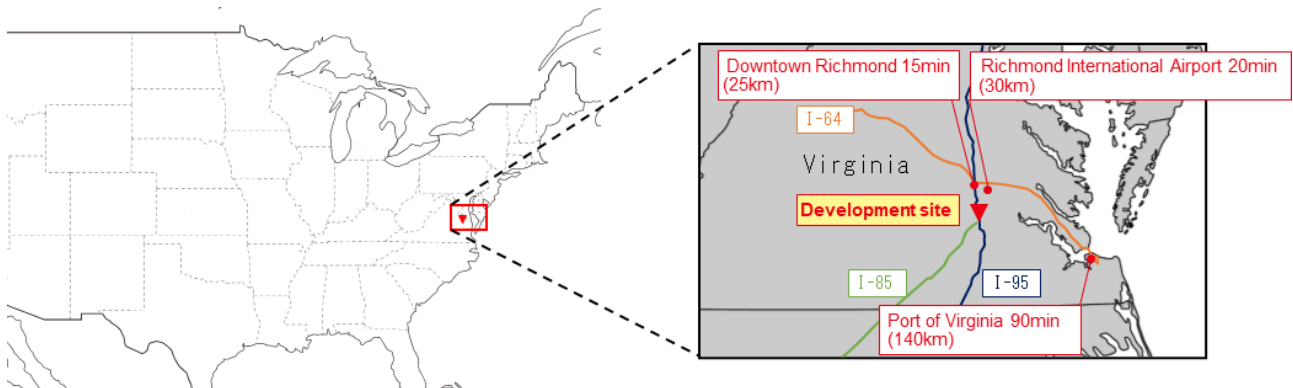 Downtown Richmond 15min
(25km)
Richmond International Airport 20min
(30km)
I-64
Virginia
Development site
I-85
I-95
Port of Virginia 90min
(140km)